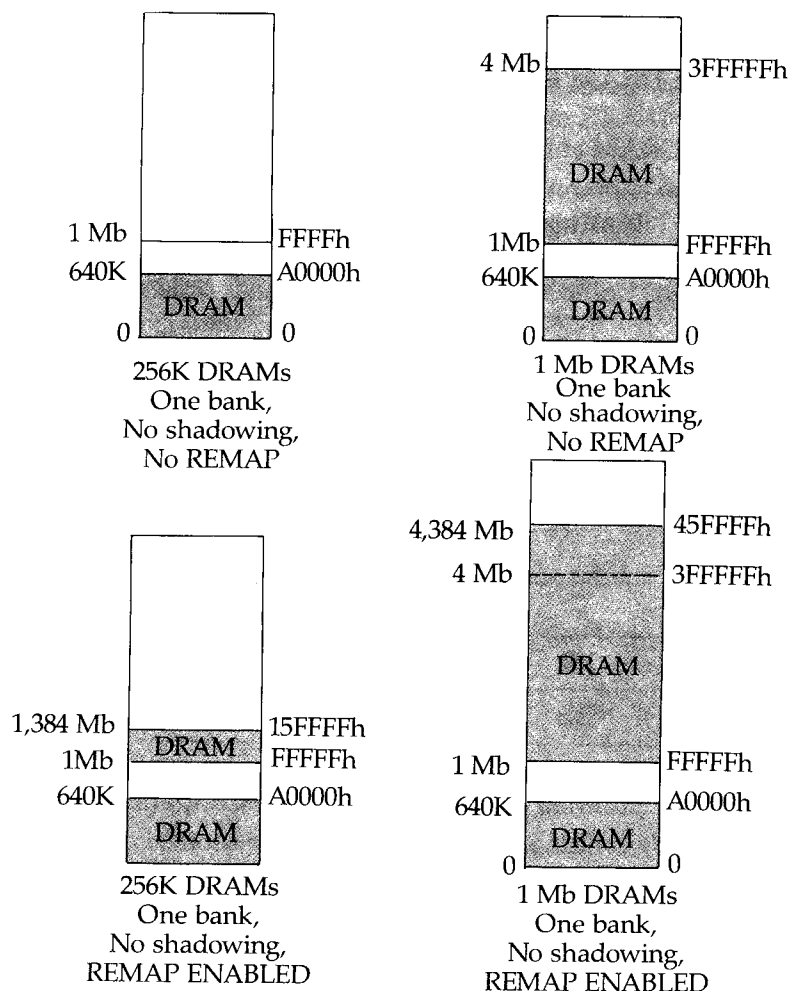 1 Mb
FFFFh
640K
A0000h
DRAM
0
0
256K DRAMs
One bank,
No shadowing,
No REMAP
4 Mb
3FFFFFh
DRAM
1Mb
FFFFFh
640K
A0000h
DRAM
0
0
1 Mb DRAMs
One bank
No shadowing,
No REMAP
1,384 Mb
15FFFFh
DRAM
1Mb
FFFFFh
640K
A0000h
DRAM
256K DRAMs
One bank,
No shadowing,
REMAP ENABLED
4,384 Mb
45FFFFh
4 Mb
3FFFFFh
DRAM
1 Mb
FFFFFh
640K
A0000h
DRAM
0
0
1 Mb DRAMs
One bank,
No shadowing,
REMAP ENABLED